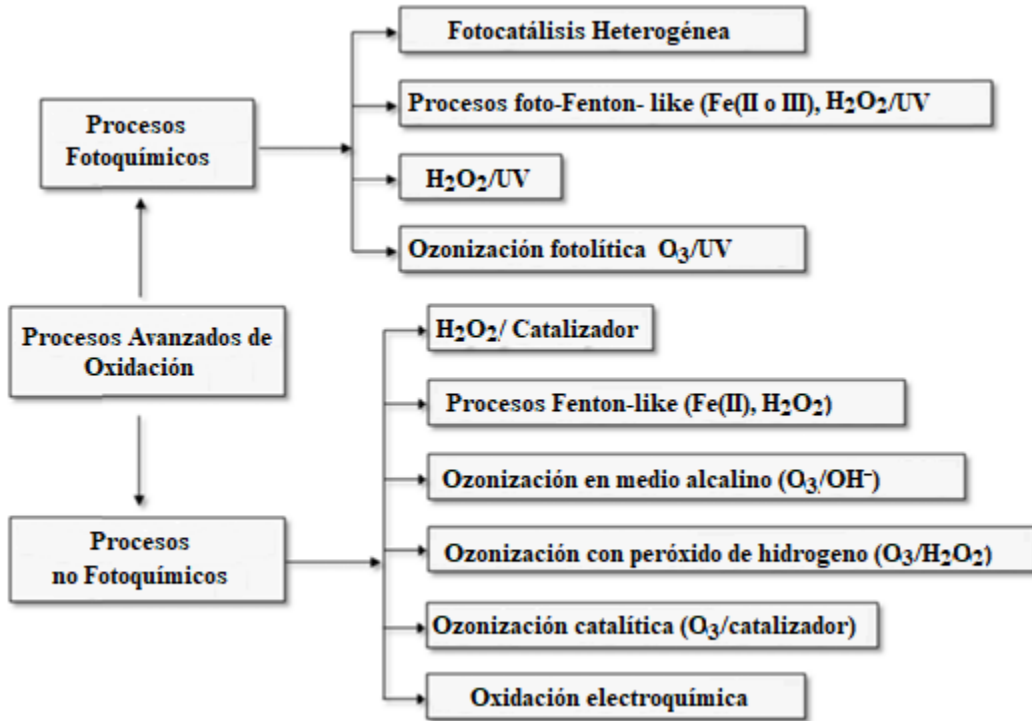 Fotocatálisis Heterogénea
Procesos foto-Fenton- like (Fe(II o III), H₂O₂/UV
Procesos
Fotoquímicos
H₂O₂/UV
Ozonización fotolítica O₃/UV
Procesos Avanzados de
Oxidación
H₂O₂/ Catalizador
Procesos Fenton-like (Fe(II), H₂O₂)
Ozonización en medio alcalino (O₃/OH⁻)
Procesos
no Fotoquímicos
Ozonización con peróxido de hidrogeno (O₃/H₂O₂)
Ozonización catalítica (O₃/catalizador)
Oxidación electroquímica